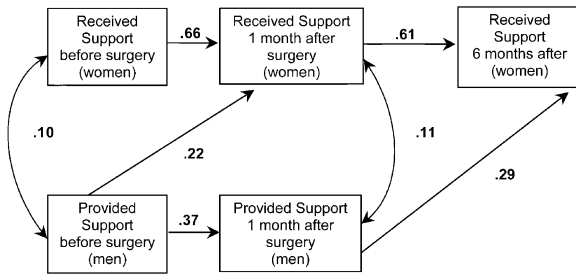 Received
Support
before surgery
(women)
.66
Received Support
1 month after
surgery
(women)
.61
Received
Support
6 months after
(women)
.10
.22
.11
.29
Provided
Support
before surgery
(men)
.37
Provided Support
1 month after
surgery
(men)